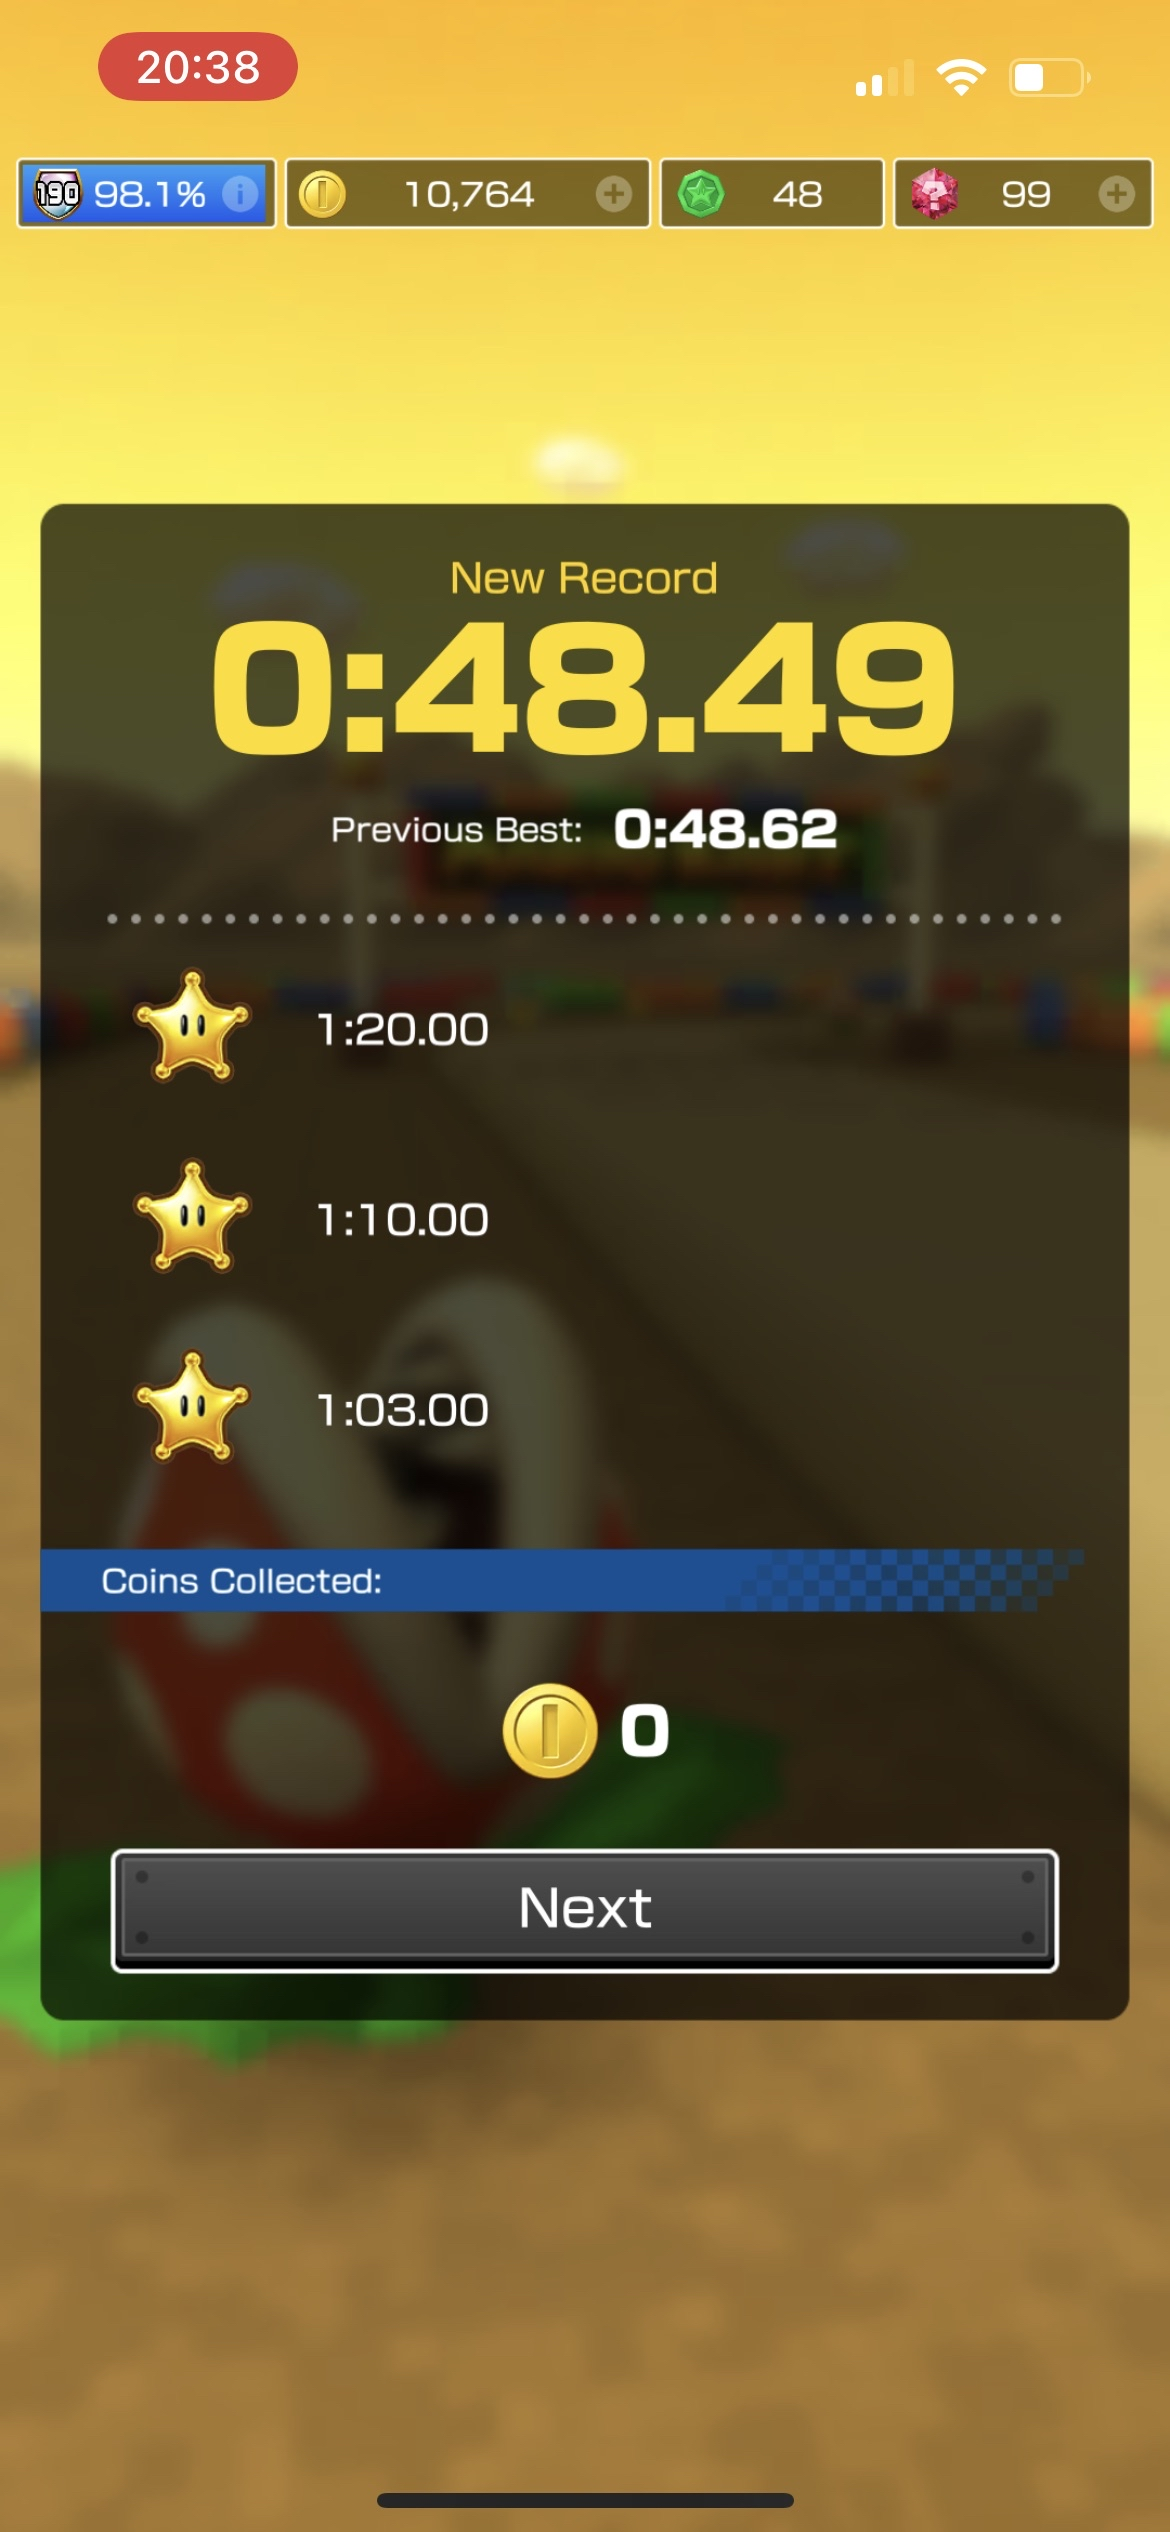 20:38
190 98.1% i 10,764 + 48 ? 99 +
New Record
0:48.49
Previous Best: 0:48.62
1:20.00
1:10.00
1:03.00
Coins Collected:
0
Next